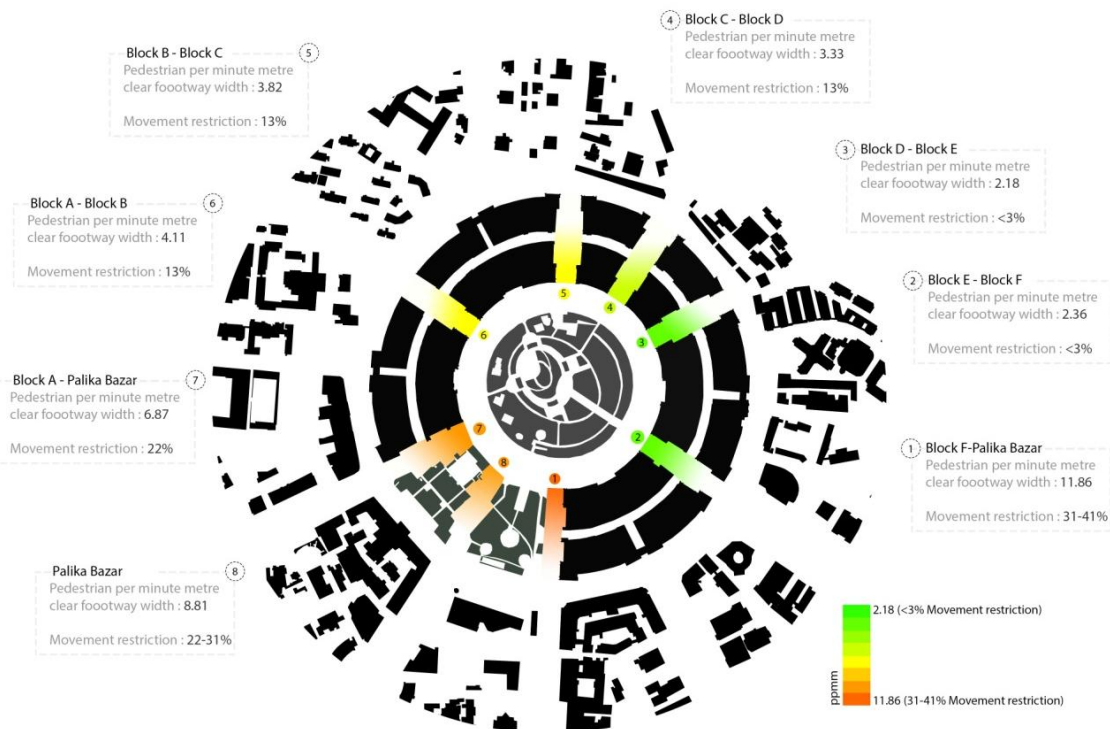 4
Block C - Block D
Pedestrian per minute metre
clear foootway width : 3.33
Movement restriction : 13%
Block B - Block C
5
Pedestrian per minute metre
clear foootway width : 3.82
Movement restriction : 13%
3
Block D - Block E
Pedestrian per minute metre
clear foootway width : 2.18
Movement restriction : <3%
Block A - Block B
6
Pedestrian per minute metre
clear foootway width : 4.11
Movement restriction : 13%
2
Block E - Block F
Pedestrian per minute metre
clear foootway width : 2.36
Movement restriction : <3%
Block A - Palika Bazar
7
Pedestrian per minute metre
clear foootway width : 6.87
Movement restriction : 22%
1
Block F-Palika Bazar
Pedestrian per minute metre
clear foootway width : 11.86
Movement restriction : 31-41%
Palika Bazar
8
Pedestrian per minute metre
clear foootway width : 8.81
Movement restriction : 22-31%
5
4
6
3
7
2
8
1
2.18 (<3% Movement restriction)
ppmm
11.86 (31-41% Movement restriction)